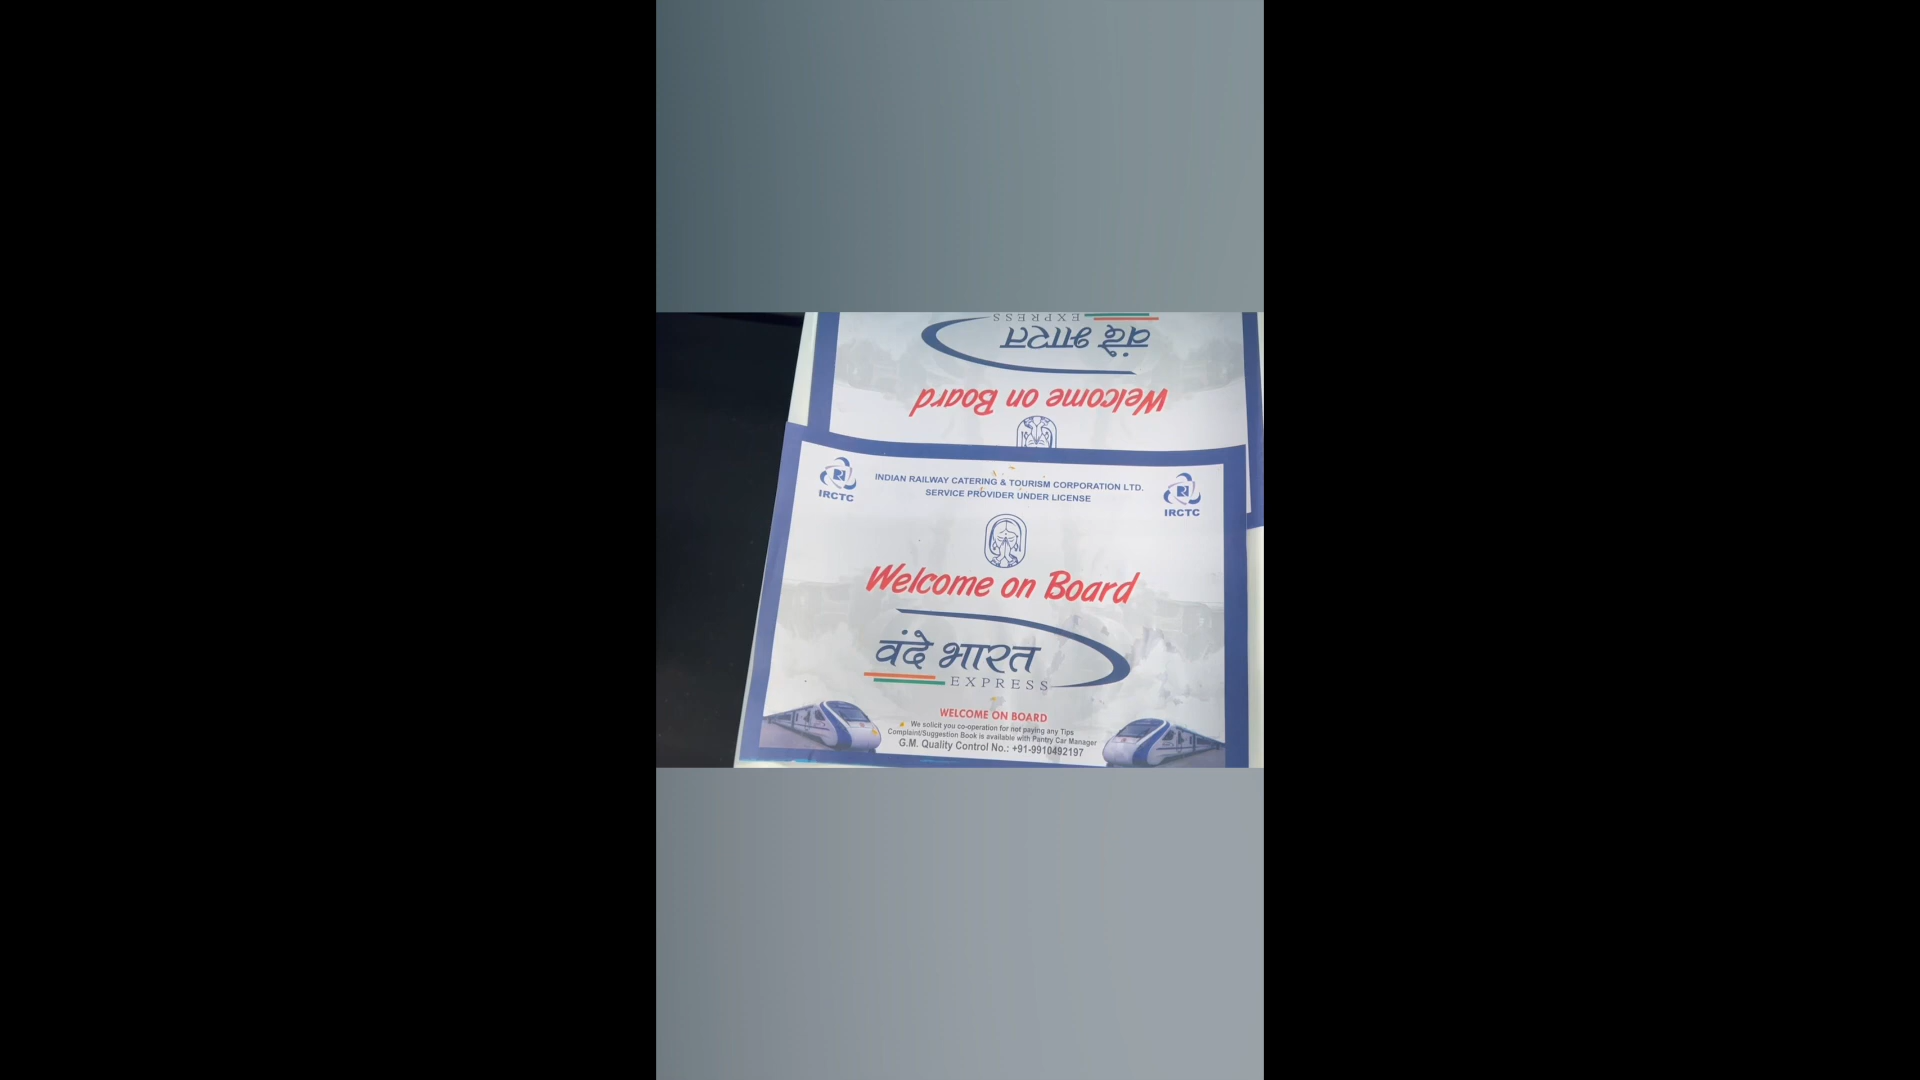 EXPRESS
वंदे भारत
Welcome on Board
IRCTC
INDIAN RAILWAY CATERING & TOURISM CORPORATION LTD.
SERVICE PROVIDER UNDER LICENSE
IRCTC
Welcome on Board
वंदे भारत
EXPRESS
WELCOME ON BOARD
We solicit you co-operation for not paying any Tips
Complaint/Suggestion Book is available with Pantry Car Manager
G.M. Quality Control No.: +91-9910492197